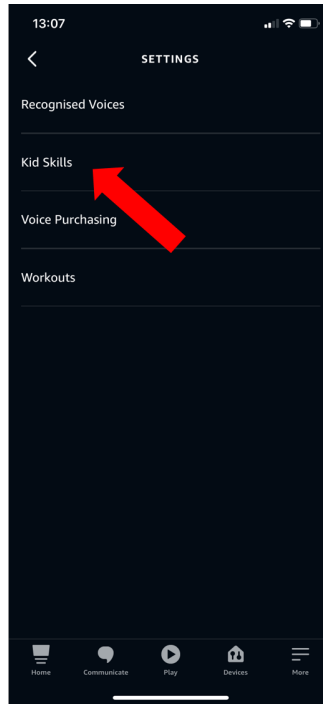 13:07
SETTINGS
Recognised Voices
Kid Skills
Voice Purchasing
Workouts
Home Communicate Play Devices More